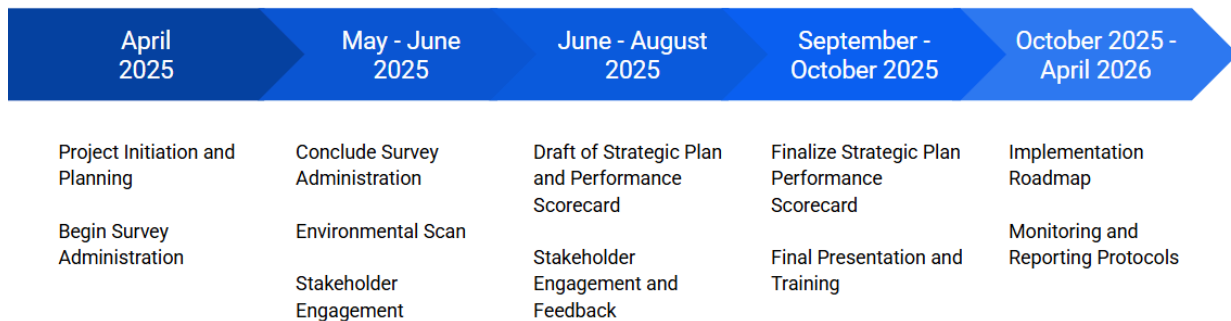 April
2025
May - June
2025
June - August
2025
September -
October 2025
October 2025 -
April 2026
Project Initiation and
Planning
Begin Survey
Administration
Conclude Survey
Administration
Environmental Scan
Stakeholder
Engagement
Draft of Strategic Plan
and Performance
Scorecard
Stakeholder
Engagement and
Feedback
Finalize Strategic Plan
Performance
Scorecard
Final Presentation and
Training
Implementation
Roadmap
Monitoring and
Reporting Protocols